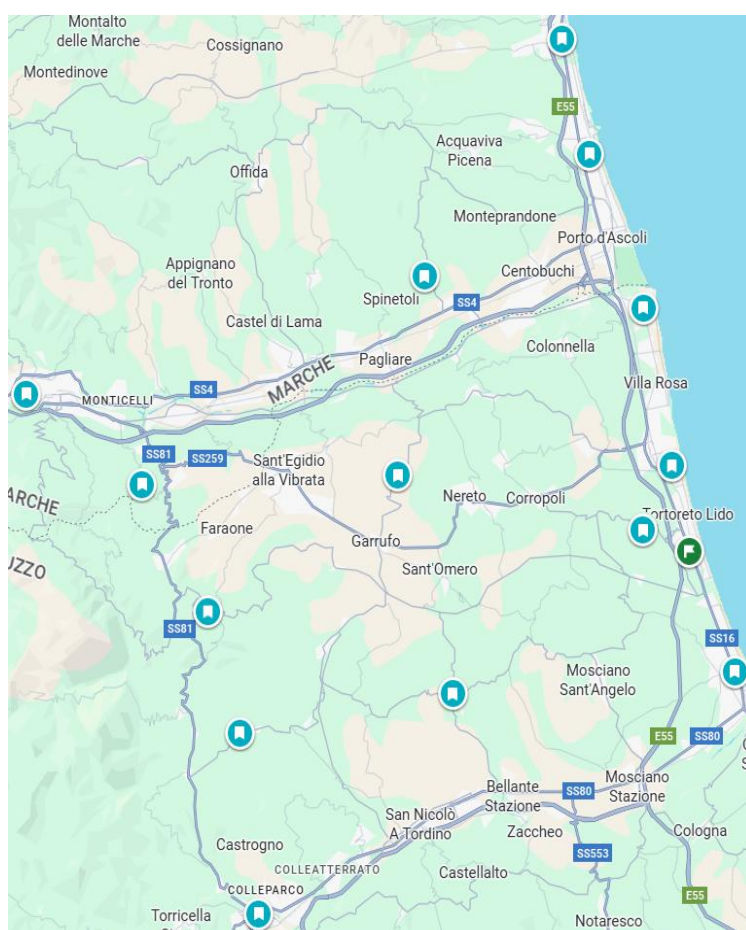 Montalto
delle Marche
Cossignano
Montedinove
E55
Acquaviva
Picena
Offida
Monteprandone
Porto d'Ascoli
Appignano
del Tronto
Centobuchi
Spinetoli
SS4
Castel di Lama
Colonnella
MARCHE
Pagliare
Villa Rosa
SS4
MONTICELLI
SS81
SS259
Sant'Egidio
alla Vibrata
Nereto
Corropoli
ARCHE
Tortoreto Lido
Faraone
Garrufo
UZZO
Sant'Omero
SS81
SS16
Mosciano
Sant'Angelo
E55
SS80
Bellante
Stazione
SS80
Mosciano
Stazione
San Nicolò
A Tordino
Zaccheo
Cologna
Castrogno
SS553
COLLEATTERRATO
Castellalto
COLLEPARCO
E55
Torricella
Notaresco